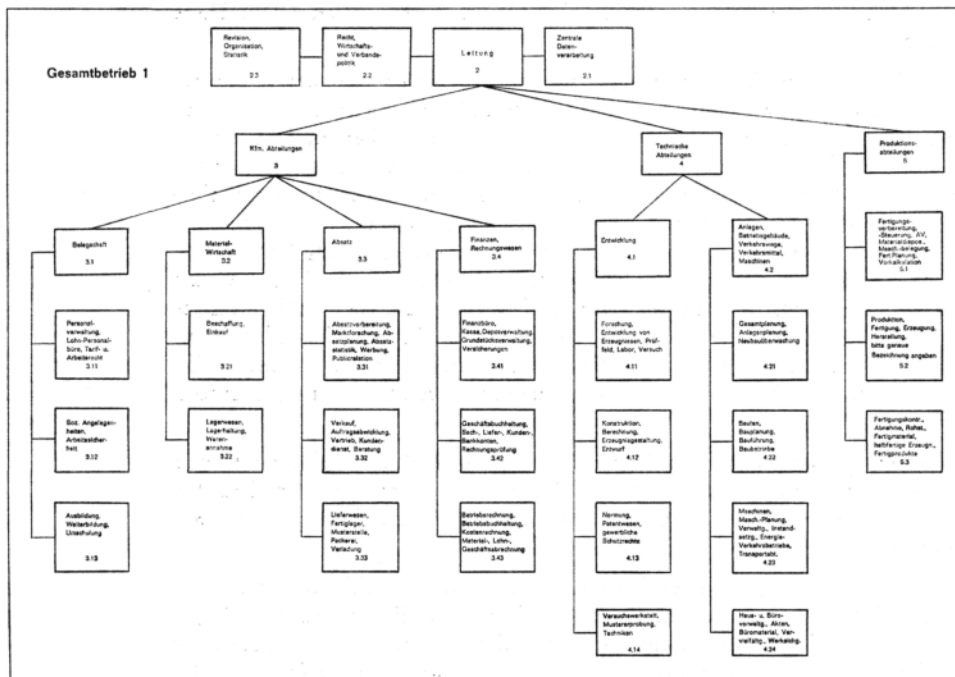 Revision,
Organisation,
Statistik
2.3
Recht,
Wirtschafts-
und Verbands-
politik
2.2
Leitung
2
Zentrale
Daten-
verarbeitung
2.1
Gesamtbetrieb 1
Kfm. Abteilungen
3
Technische
Abteilungen
4
Produktions-
abteilungen
5
Belegschaft
3.1
Material-
Wirtschaft
3.2
Absatz
3.3
Finanzen,
Rechnungswesen
3.4
Entwicklung
4.1
Anlagen,
Betriebsgebäude,
Verkehrswege,
Verkehrsmittel,
Maschinen
4.2
Fertigungs-
vorbereitung,
-Steuerung, AV,
Materialdispos.,
Masch.-belegung,
Fert.Planung,
Vorkalkulation
5.1
Personal-
verwaltung,
Lohn-Personal-
büro, Tarif- u.
Arbeitsrecht
3.11
Beschaffung,
Einkauf
3.21
Absatzvorbereitung,
Marktforschung, Ab-
satzplanung, Absatz-
statistik, Werbung,
Publicrelation
3.31
Finanzbüro,
Kasse, Depotverwaltung,
Grundstücksverwaltung,
Versicherungen
3.41
Forschung,
Entwicklung von
Erzeugnissen, Prüf-
feld, Labor, Versuch
4.11
Gesamtplanung,
Anlagenplanung,
Neubauüberwachung
4.21
Produktion,
Fertigung, Erzeugung,
Herstellung,
bitte genaue
Bezeichnung angeben
5.2
Soz. Angelegen-
heiten,
Arbeitssicher-
heit
3.12
Lagerwesen,
Lagerhaltung,
Waren-
annahme
3.22
Verkauf,
Auftragsabwicklung,
Vertrieb, Kunden-
dienst, Beratung
3.32
Geschäftsbuchhaltung,
Sach-, Liefer-, Kunden-,
Bankkonten,
Rechnungsprüfung
3.42
Konstruktion,
Berechnung,
Erzeugnisgestaltung,
Entwurf
4.12
Bauten,
Bauplanung,
Bauführung,
Baubezirke
4.22
Fertigungskontr.,
Abnahme, Rohst.,
Fertigmaterial,
halbfertige Erzeugn.,
Fertigprodukte
5.3
Ausbildung,
Weiterbildung,
Umschulung
3.13
Lieferwesen,
Fertiglager,
Musterstelle,
Packerei,
Verladung
3.33
Betriebsrechnung,
Betriebsbuchhaltung,
Kostenrechnung,
Material-, Lohn-,
Geschäftsabrechnung
3.43
Normung,
Patentwesen,
gewerbliche
Schutzrechte
4.13
Maschinen,
Masch.-Planung,
Verwaltg., Instand-
setzg., Energie-
Verkehrsbetriebe,
Transportabt.
4.23
Versuchswerkstatt,
Mustererprobung,
Techniken
4.14
Haus- u. Büro-
verwaltg., Akten,
Büromaterial, Ver-
vielfältg., Werksieldg.
4.24